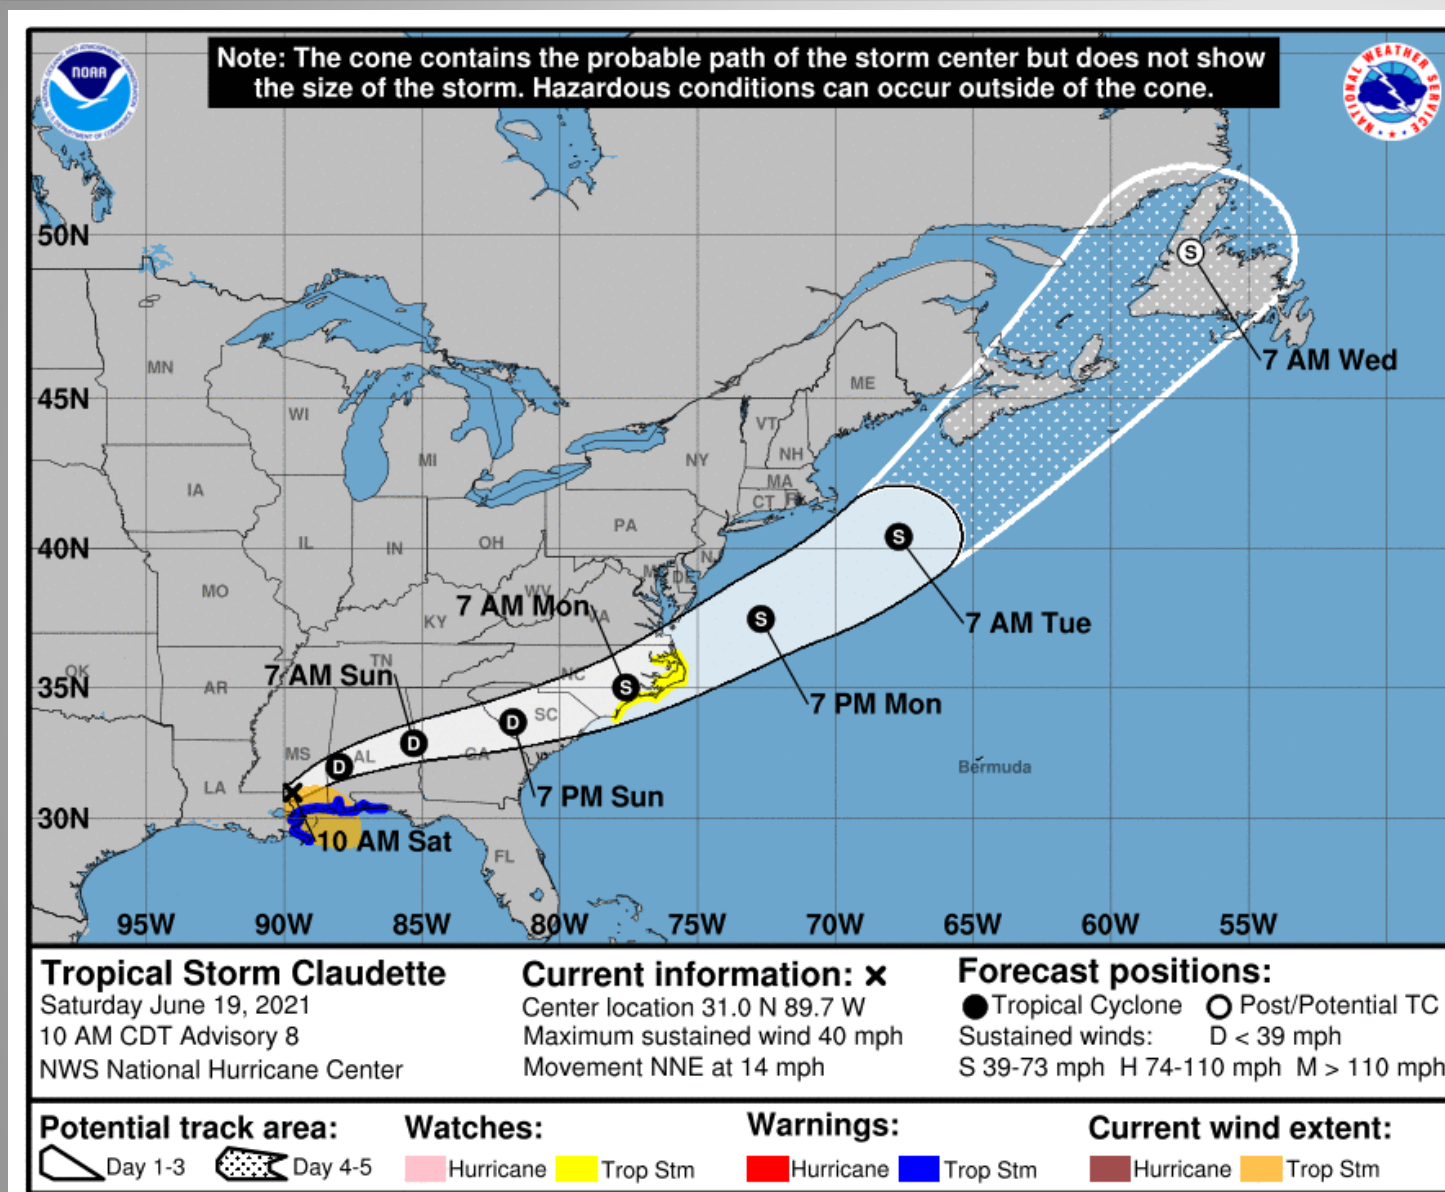 Note: The cone contains the probable path of the storm center but does not show
the size of the storm. Hazardous conditions can occur outside of the cone.
NOAA
NATIONAL WEATHER SERVICE
50N
S
7 AM Wed
MN
ME
45N
WI
VT
NH
MI
NY
MA
IA
CT
RI
PA
S
40N
IL
IN
OH
NJ
MD
DE
MO
WV
7 AM Mon
VA
S
7 AM Tue
KY
TN
OK
7 AM Sun
NC
AR
35N
S
7 PM Mon
SC
D
D
MS
AL
GA
D
Bermuda
LA
7 PM Sun
30N
10 AM Sat
FL
95W 90W 85W 80W 75W 70W 65W 60W 55W
Tropical Storm Claudette
Saturday June 19, 2021
10 AM CDT Advisory 8
NWS National Hurricane Center
Current information: x
Center location 31.0 N 89.7 W
Maximum sustained wind 40 mph
Movement NNE at 14 mph
Forecast positions:
Tropical Cyclone Post/Potential TC
Sustained winds: D < 39 mph
S 39-73 mph H 74-110 mph M > 110 mph
Potential track area:
Day 1-3 Day 4-5
Watches:
Hurricane Trop Stm
Warnings:
Hurricane Trop Stm
Current wind extent:
Hurricane Trop Stm